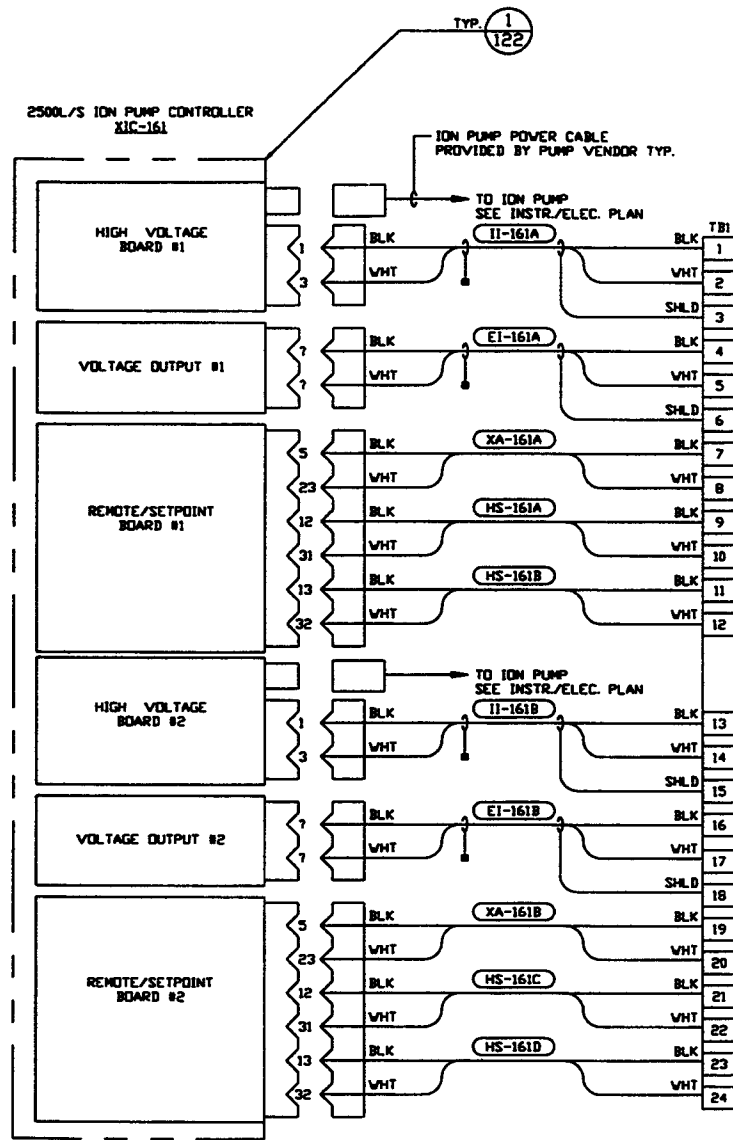 TYP. 1
122
2500L/S ION PUMP CONTROLLER
XIC-161
ION PUMP POWER CABLE
PROVIDED BY PUMP VENDOR TYP.
TO ION PUMP
SEE INSTR./ELEC. PLAN
TB1
HIGH VOLTAGE
BOARD #1
1 BLK II-161A BLK 1
3 WHT WHT 2
SHLD 3
VOLTAGE OUTPUT #1
? BLK EI-161A BLK 4
? WHT WHT 5
SHLD 6
REMOTE/SETPOINT
BOARD #1
5 BLK XA-161A BLK 7
23 WHT WHT 8
12 BLK HS-161A BLK 9
31 WHT WHT 10
13 BLK HS-161B BLK 11
32 WHT WHT 12
TO ION PUMP
SEE INSTR./ELEC. PLAN
HIGH VOLTAGE
BOARD #2
1 BLK II-161B BLK 13
3 WHT WHT 14
SHLD 15
VOLTAGE OUTPUT #2
? BLK EI-161B BLK 16
? WHT WHT 17
SHLD 18
REMOTE/SETPOINT
BOARD #2
5 BLK XA-161B BLK 19
23 WHT WHT 20
12 BLK HS-161C BLK 21
31 WHT WHT 22
13 BLK HS-161D BLK 23
32 WHT WHT 24